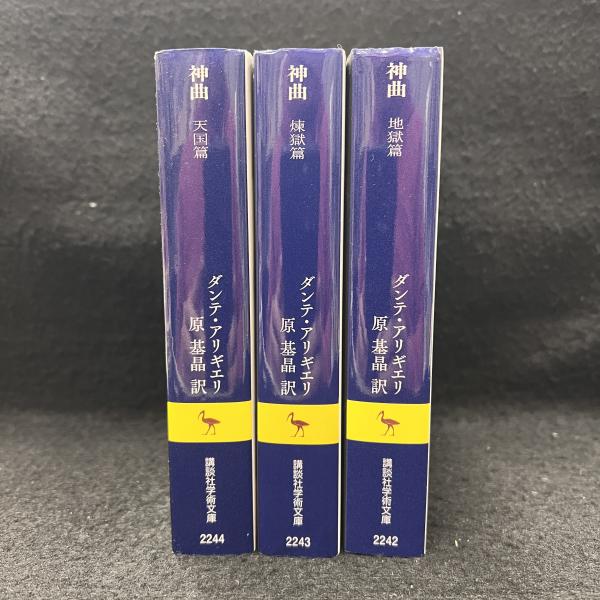 神曲
地獄篇
ダンテ・アリギエリ
原 基晶 訳
講談社学術文庫
2242
神曲
煉獄篇
ダンテ・アリギエリ
原 基晶 訳
講談社学術文庫
2243
神曲
天国篇
ダンテ・アリギエリ
原 基晶 訳
講談社学術文庫
2244